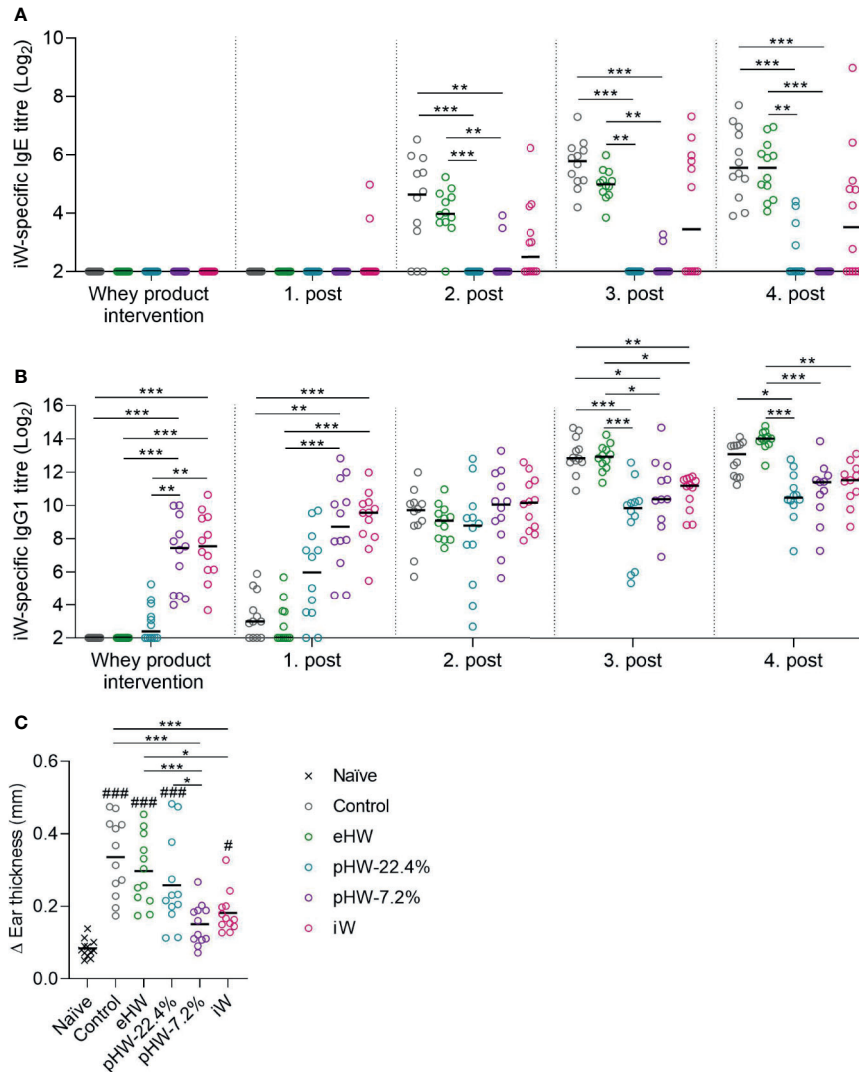 A
iW-specific IgE titre (Log₂)
10
8
6
4
2
*** ***
** *** ***
*** *** ***
** ** **
*** **
Whey product
intervention
1. post
2. post
3. post
4. post
B
iW-specific IgG1 titre (Log₂)
16
14
12
10
8
6
4
2
**
*** *** * **
*** ** * * ***
*** *** * *** ***
*** *** ***
**
**
Whey product
intervention
1. post
2. post
3. post
4. post
C
Δ Ear thickness (mm)
0.6
0.4
0.2
0.0
***
***
*
***
*
### ### ###
#
Naïve
Control
eHW
pHW-22.4%
pHW-7.2%
iW
Naïve
Control
eHW
pHW-22.4%
pHW-7.2%
iW